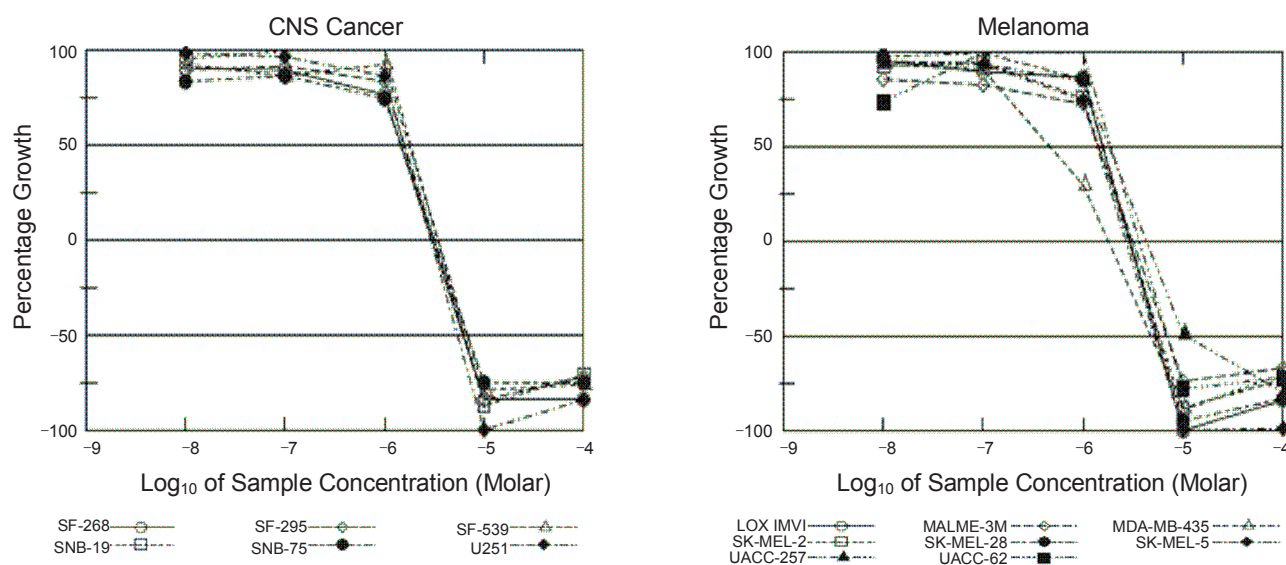 CNS Cancer
Percentage Growth
100
50
0
−50
−100
−9
−8
−7
−6
−5
−4
Log₁₀ of Sample Concentration (Molar)
SF-268
SF-295
SF-539
SNB-19
SNB-75
U251
Melanoma
Percentage Growth
100
50
0
−50
−100
−9
−8
−7
−6
−5
−4
Log₁₀ of Sample Concentration (Molar)
LOX IMVI
MALME-3M
MDA-MB-435
SK-MEL-2
SK-MEL-28
SK-MEL-5
UACC-257
UACC-62